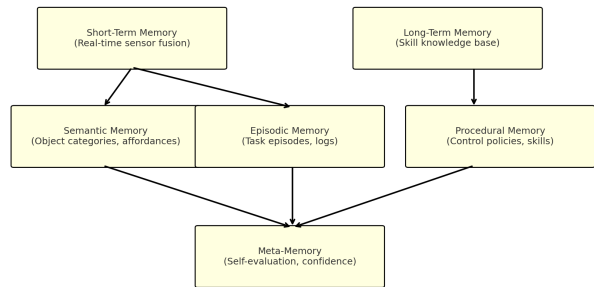 Short-Term Memory
(Real-time sensor fusion)
Long-Term Memory
(Skill knowledge base)
Semantic Memory
(Object categories, affordances)
Episodic Memory
(Task episodes, logs)
Procedural Memory
(Control policies, skills)
Meta-Memory
(Self-evaluation, confidence)